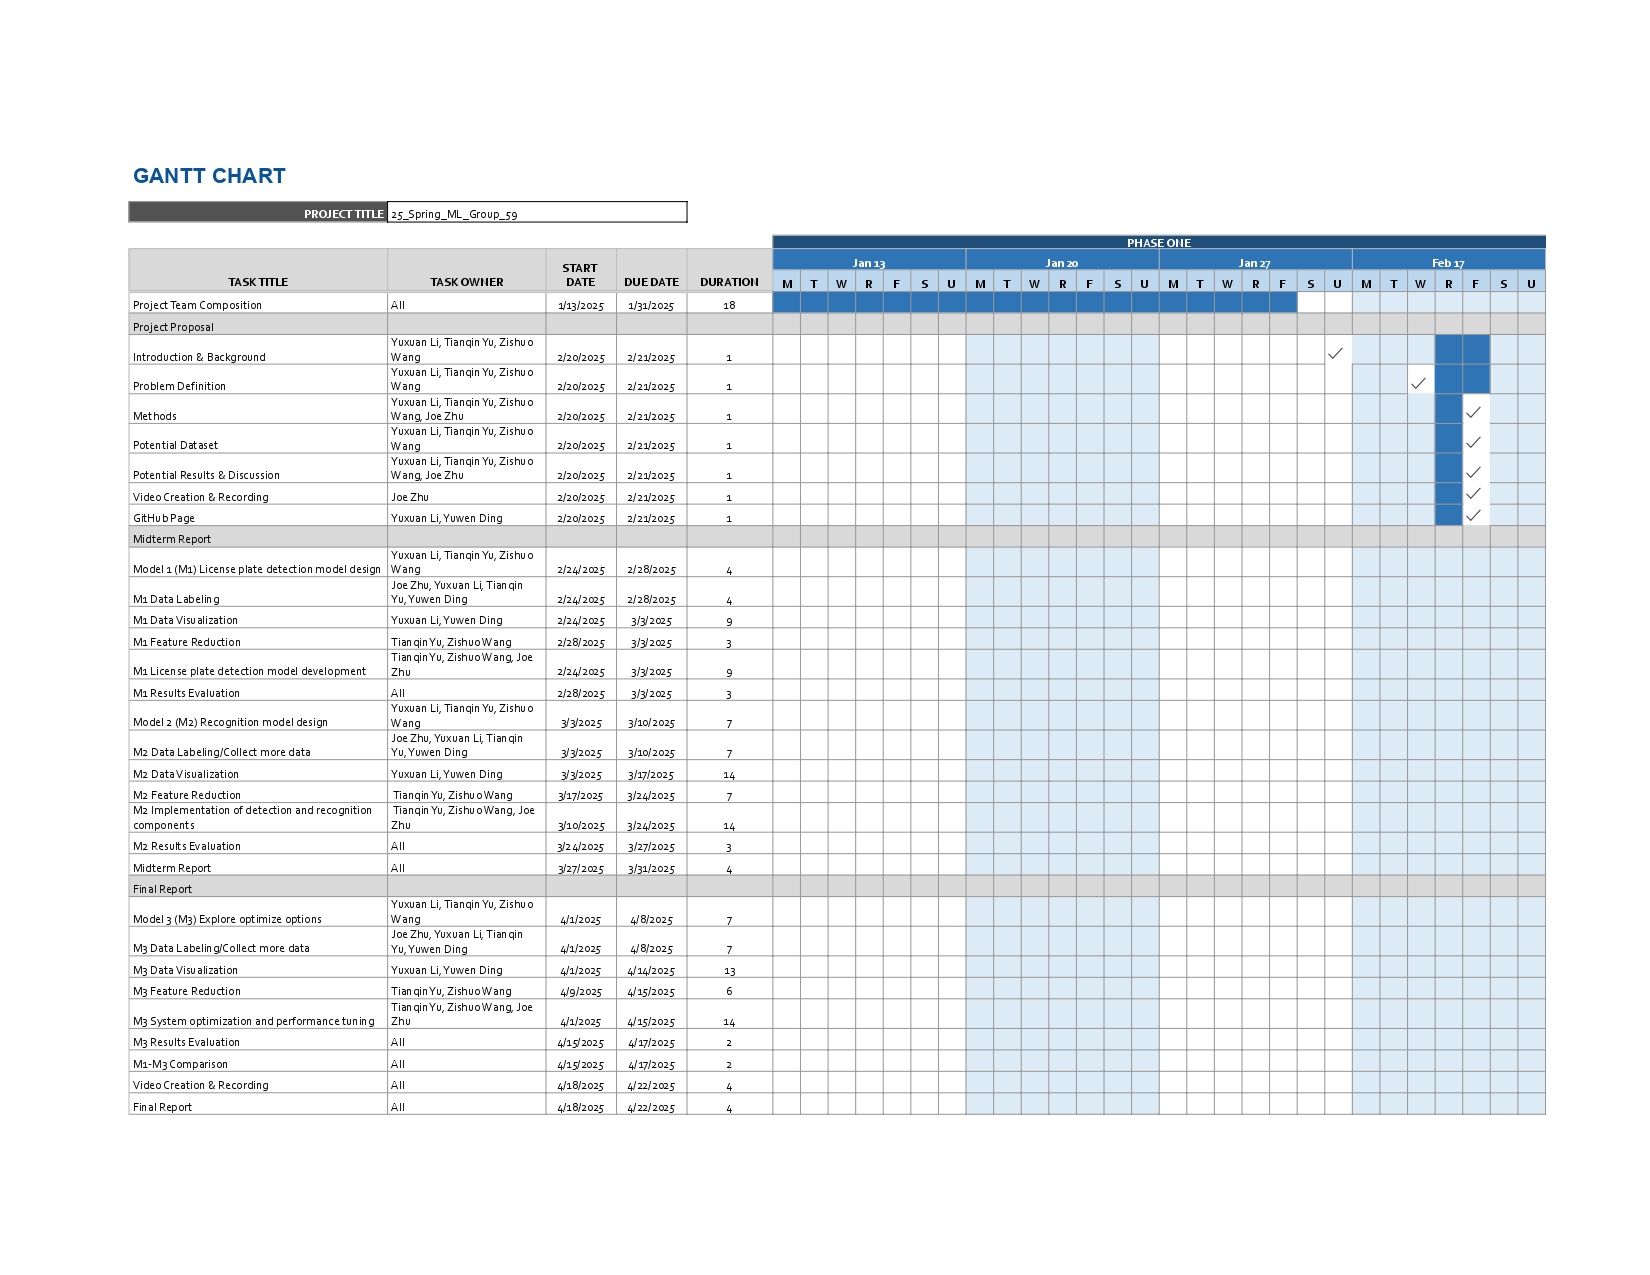 GANTT CHART
PROJECT TITLE 25_Spring_ML_Group_59
PHASE ONE
TASK TITLE TASK OWNER START DATE DUE DATE DURATION Jan 13 Jan 20 Jan 27 Feb 17
M T W R F S U M T W R F S U M T W R F S U M T W R F S U
Project Team Composition All 1/13/2025 1/31/2025 18
Project Proposal
Introduction & Background Yuxuan Li, Tianqin Yu, Zishuo Wang 2/20/2025 2/21/2025 1 ✓
Problem Definition Yuxuan Li, Tianqin Yu, Zishuo Wang 2/20/2025 2/21/2025 1 ✓
Methods Yuxuan Li, Tianqin Yu, Zishuo Wang, Joe Zhu 2/20/2025 2/21/2025 1 ✓
Potential Dataset Yuxuan Li, Tianqin Yu, Zishuo Wang 2/20/2025 2/21/2025 1 ✓
Potential Results & Discussion Yuxuan Li, Tianqin Yu, Zishuo Wang, Joe Zhu 2/20/2025 2/21/2025 1 ✓
Video Creation & Recording Joe Zhu 2/20/2025 2/21/2025 1 ✓
GitHub Page Yuxuan Li, Yuwen Ding 2/20/2025 2/21/2025 1 ✓
Midterm Report
Model 1 (M1) License plate detection model design Yuxuan Li, Tianqin Yu, Zishuo Wang 2/24/2025 2/28/2025 4
M1 Data Labeling Joe Zhu, Yuxuan Li, Tianqin Yu, Yuwen Ding 2/24/2025 2/28/2025 4
M1 Data Visualization Yuxuan Li, Yuwen Ding 2/24/2025 3/3/2025 9
M1 Feature Reduction Tianqin Yu, Zishuo Wang 2/28/2025 3/3/2025 3
M1 License plate detection model development Tianqin Yu, Zishuo Wang, Joe Zhu 2/24/2025 3/3/2025 9
M1 Results Evaluation All 2/28/2025 3/3/2025 3
Model 2 (M2) Recognition model design Yuxuan Li, Tianqin Yu, Zishuo Wang 3/3/2025 3/10/2025 7
M2 Data Labeling/Collect more data Joe Zhu, Yuxuan Li, Tianqin Yu, Yuwen Ding 3/3/2025 3/10/2025 7
M2 Data Visualization Yuxuan Li, Yuwen Ding 3/3/2025 3/17/2025 14
M2 Feature Reduction Tianqin Yu, Zishuo Wang 3/17/2025 3/24/2025 7
M2 Implementation of detection and recognition components Tianqin Yu, Zishuo Wang, Joe Zhu 3/10/2025 3/24/2025 14
M2 Results Evaluation All 3/24/2025 3/27/2025 3
Midterm Report All 3/27/2025 3/31/2025 4
Final Report
Model 3 (M3) Explore optimize options Yuxuan Li, Tianqin Yu, Zishuo Wang 4/1/2025 4/8/2025 7
M3 Data Labeling/Collect more data Joe Zhu, Yuxuan Li, Tianqin Yu, Yuwen Ding 4/1/2025 4/8/2025 7
M3 Data Visualization Yuxuan Li, Yuwen Ding 4/1/2025 4/14/2025 13
M3 Feature Reduction Tianqin Yu, Zishuo Wang 4/9/2025 4/15/2025 6
M3 System optimization and performance tuning Tianqin Yu, Zishuo Wang, Joe Zhu 4/1/2025 4/15/2025 14
M3 Results Evaluation All 4/15/2025 4/17/2025 2
M1-M3 Comparison All 4/15/2025 4/17/2025 2
Video Creation & Recording All 4/18/2025 4/22/2025 4
Final Report All 4/18/2025 4/22/2025 4